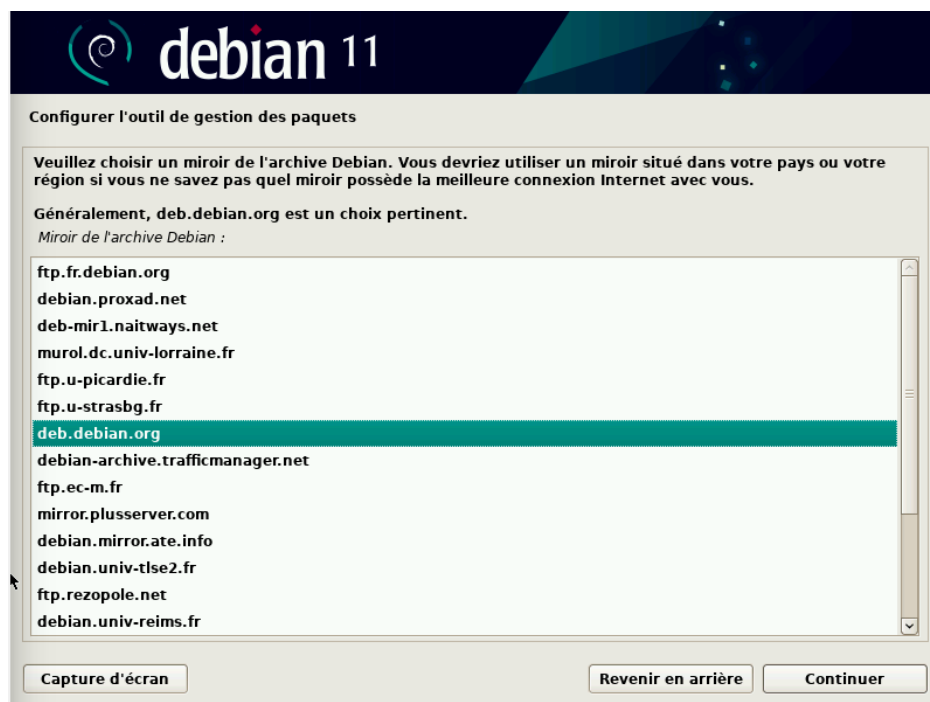 debian 11
Configurer l'outil de gestion des paquets
Veuillez choisir un miroir de l'archive Debian. Vous devriez utiliser un miroir situé dans votre pays ou votre
région si vous ne savez pas quel miroir possède la meilleure connexion Internet avec vous.
Généralement, deb.debian.org est un choix pertinent.
Miroir de l'archive Debian :
ftp.fr.debian.org
debian.proxad.net
deb-mir1.naitways.net
murol.dc.univ-lorraine.fr
ftp.u-picardie.fr
ftp.u-strasbg.fr
deb.debian.org
debian-archive.trafficmanager.net
ftp.ec-m.fr
mirror.plusserver.com
debian.mirror.ate.info
debian.univ-tlse2.fr
ftp.rezopole.net
debian.univ-reims.fr
Capture d'écran
Revenir en arrière
Continuer